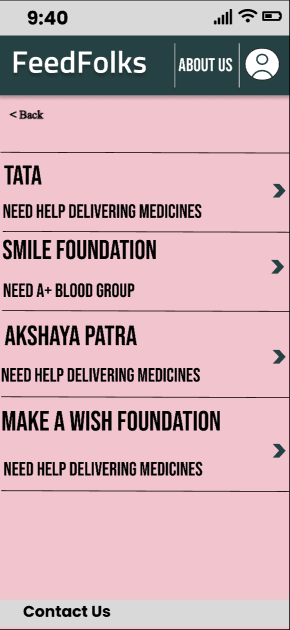 9:40
FeedFolks
ABOUT US
< Back
TATA
NEED HELP DELIVERING MEDICINES
SMILE FOUNDATION
NEED A+ BLOOD GROUP
AKSHAYA PATRA
NEED HELP DELIVERING MEDICINES
MAKE A WISH FOUNDATION
NEED HELP DELIVERING MEDICINES
Contact Us